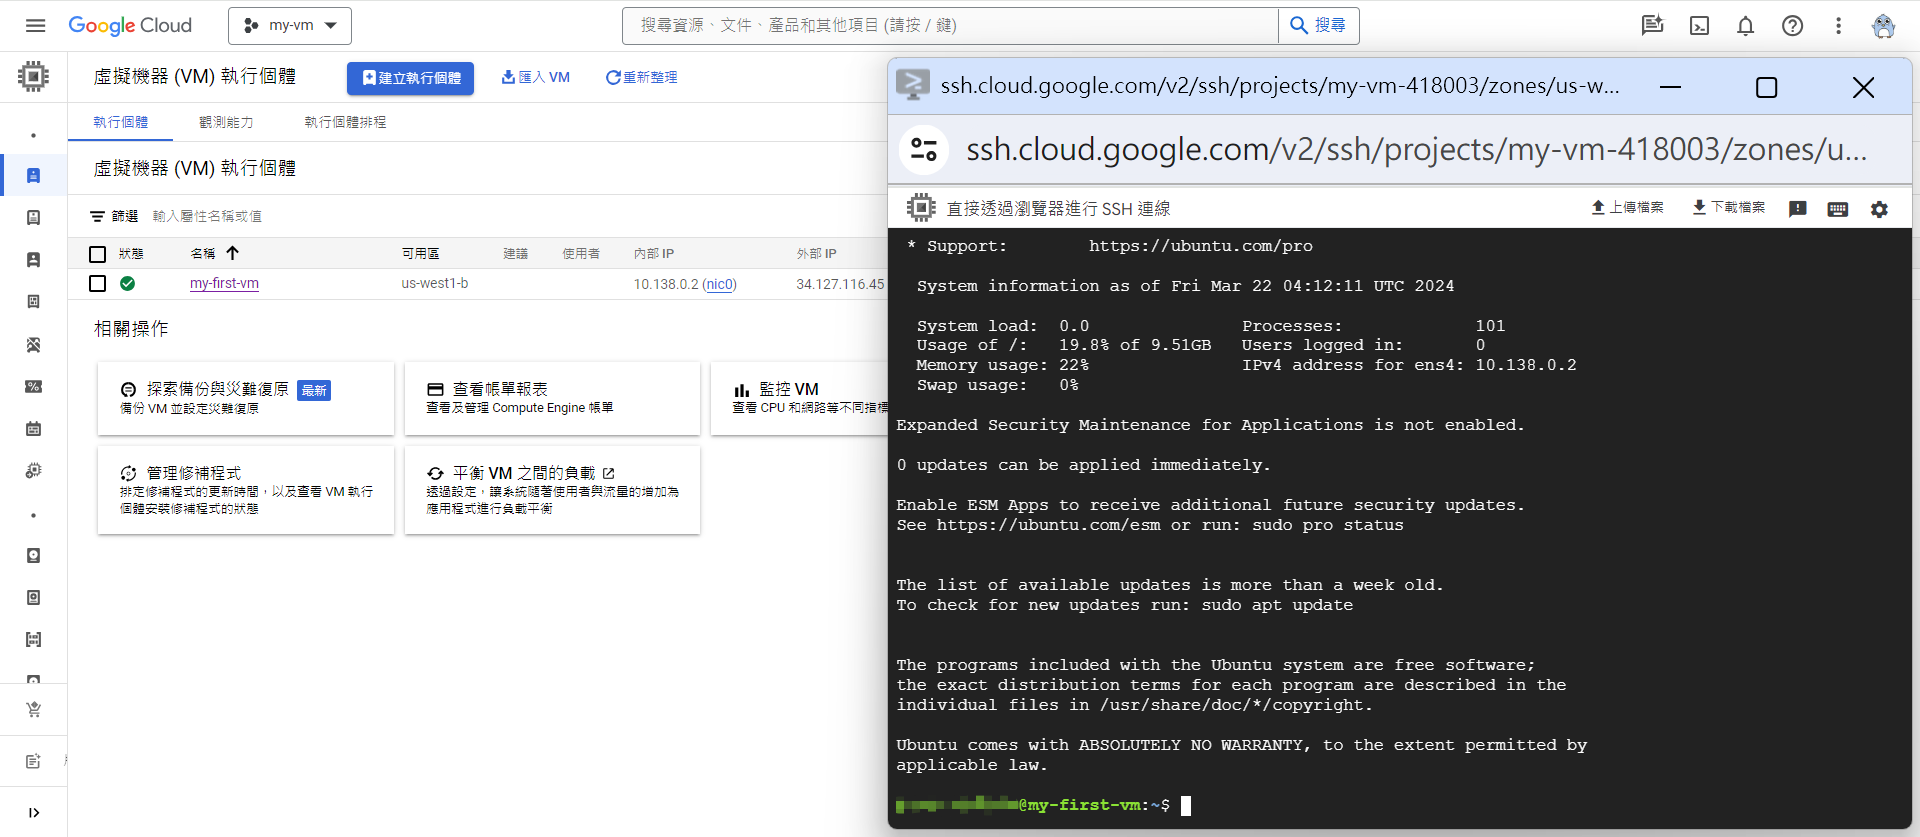 Google Cloud
my-vm
搜尋資源、文件、產品和其他項目 (請按 / 鍵)
搜尋
虛擬機器 (VM) 執行個體
建立執行個體
匯入 VM
重新整理
執行個體
觀測能力
執行個體排程
虛擬機器 (VM) 執行個體
篩選 輸入屬性名稱或值
狀態 名稱 可用區 建議 使用者 內部 IP 外部 IP
my-first-vm us-west1-b 10.138.0.2 (nic0) 34.127.116.45
相關操作
探索備份與災難復原 最新
備份 VM 並設定災難復原
查看帳單報表
查看及管理 Compute Engine 帳單
監控 VM
查看 CPU 和網路等不同指標
管理修補程式
排定修補程式的更新時間，以及查看 VM 執行
個體安裝修補程式的狀態
平衡 VM 之間的負載
透過設定，讓系統隨著使用者與流量的增加為
應用程式進行負載平衡
ssh.cloud.google.com/v2/ssh/projects/my-vm-418003/zones/us-w...
ssh.cloud.google.com/v2/ssh/projects/my-vm-418003/zones/u...
直接透過瀏覽器進行 SSH 連線
上傳檔案
下載檔案
* Support: https://ubuntu.com/pro
System information as of Fri Mar 22 04:12:11 UTC 2024
System load: 0.0 Processes: 101
Usage of /: 19.8% of 9.51GB Users logged in: 0
Memory usage: 22% IPv4 address for ens4: 10.138.0.2
Swap usage: 0%
Expanded Security Maintenance for Applications is not enabled.
0 updates can be applied immediately.
Enable ESM Apps to receive additional future security updates.
See https://ubuntu.com/esm or run: sudo pro status
The list of available updates is more than a week old.
To check for new updates run: sudo apt update
The programs included with the Ubuntu system are free software;
the exact distribution terms for each program are described in the
individual files in /usr/share/doc/*/copyright.
Ubuntu comes with ABSOLUTELY NO WARRANTY, to the extent permitted by
applicable law.
@my-first-vm:~$